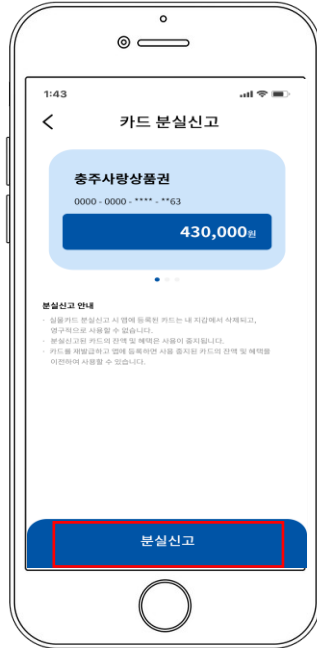 1:43
카드 분실신고
충주사랑상품권
0000 - 0000 - **** - **63
430,000원
분실신고 안내
· 실물카드 분실신고 시 앱에 등록된 카드는 내 지갑에서 삭제되고,
영구적으로 사용할 수 없습니다.
· 분실신고된 카드의 잔액 및 혜택은 사용이 중지됩니다.
· 카드를 재발급하고 앱에 등록하면 사용 중지된 카드의 잔액 및 혜택을
이전하여 사용할 수 있습니다.
분실신고